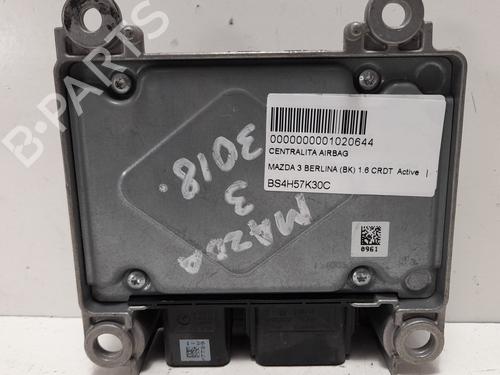 B-PARTS
0000000001020644
CENTRALITA AIRBAG
MAZDA 3 BERLINA (BK) 1.6 CRDT Active |
BS4H57K30C
MAZDA
3
3018.
0961